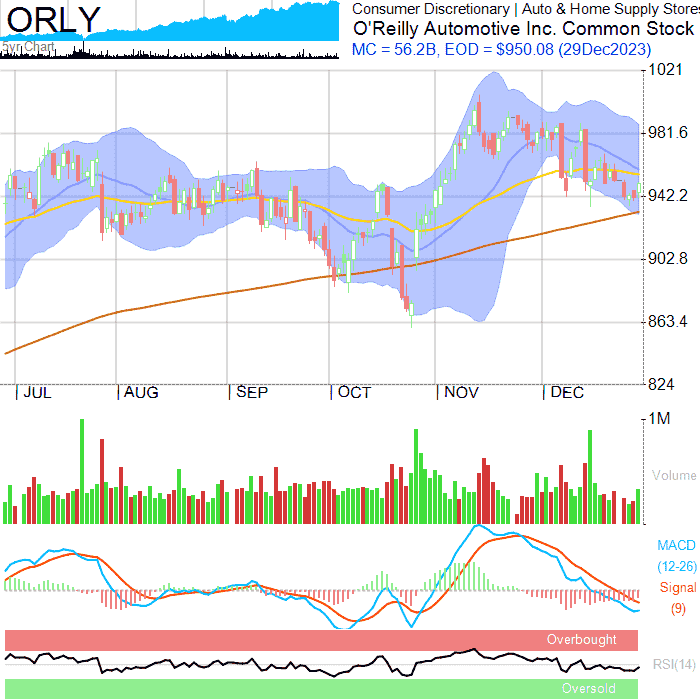 ORLY
5yr Chart
Consumer Discretionary | Auto & Home Supply Stores
O'Reilly Automotive Inc. Common Stock
MC = 56.2B, EOD = $950.08 (29Dec2023)
1021
981.6
942.2
902.8
863.4
824
JUL AUG SEP OCT NOV DEC
1M
Volume
MACD
(12-26)
Signal
(9)
Overbought
RSI(14)
Oversold